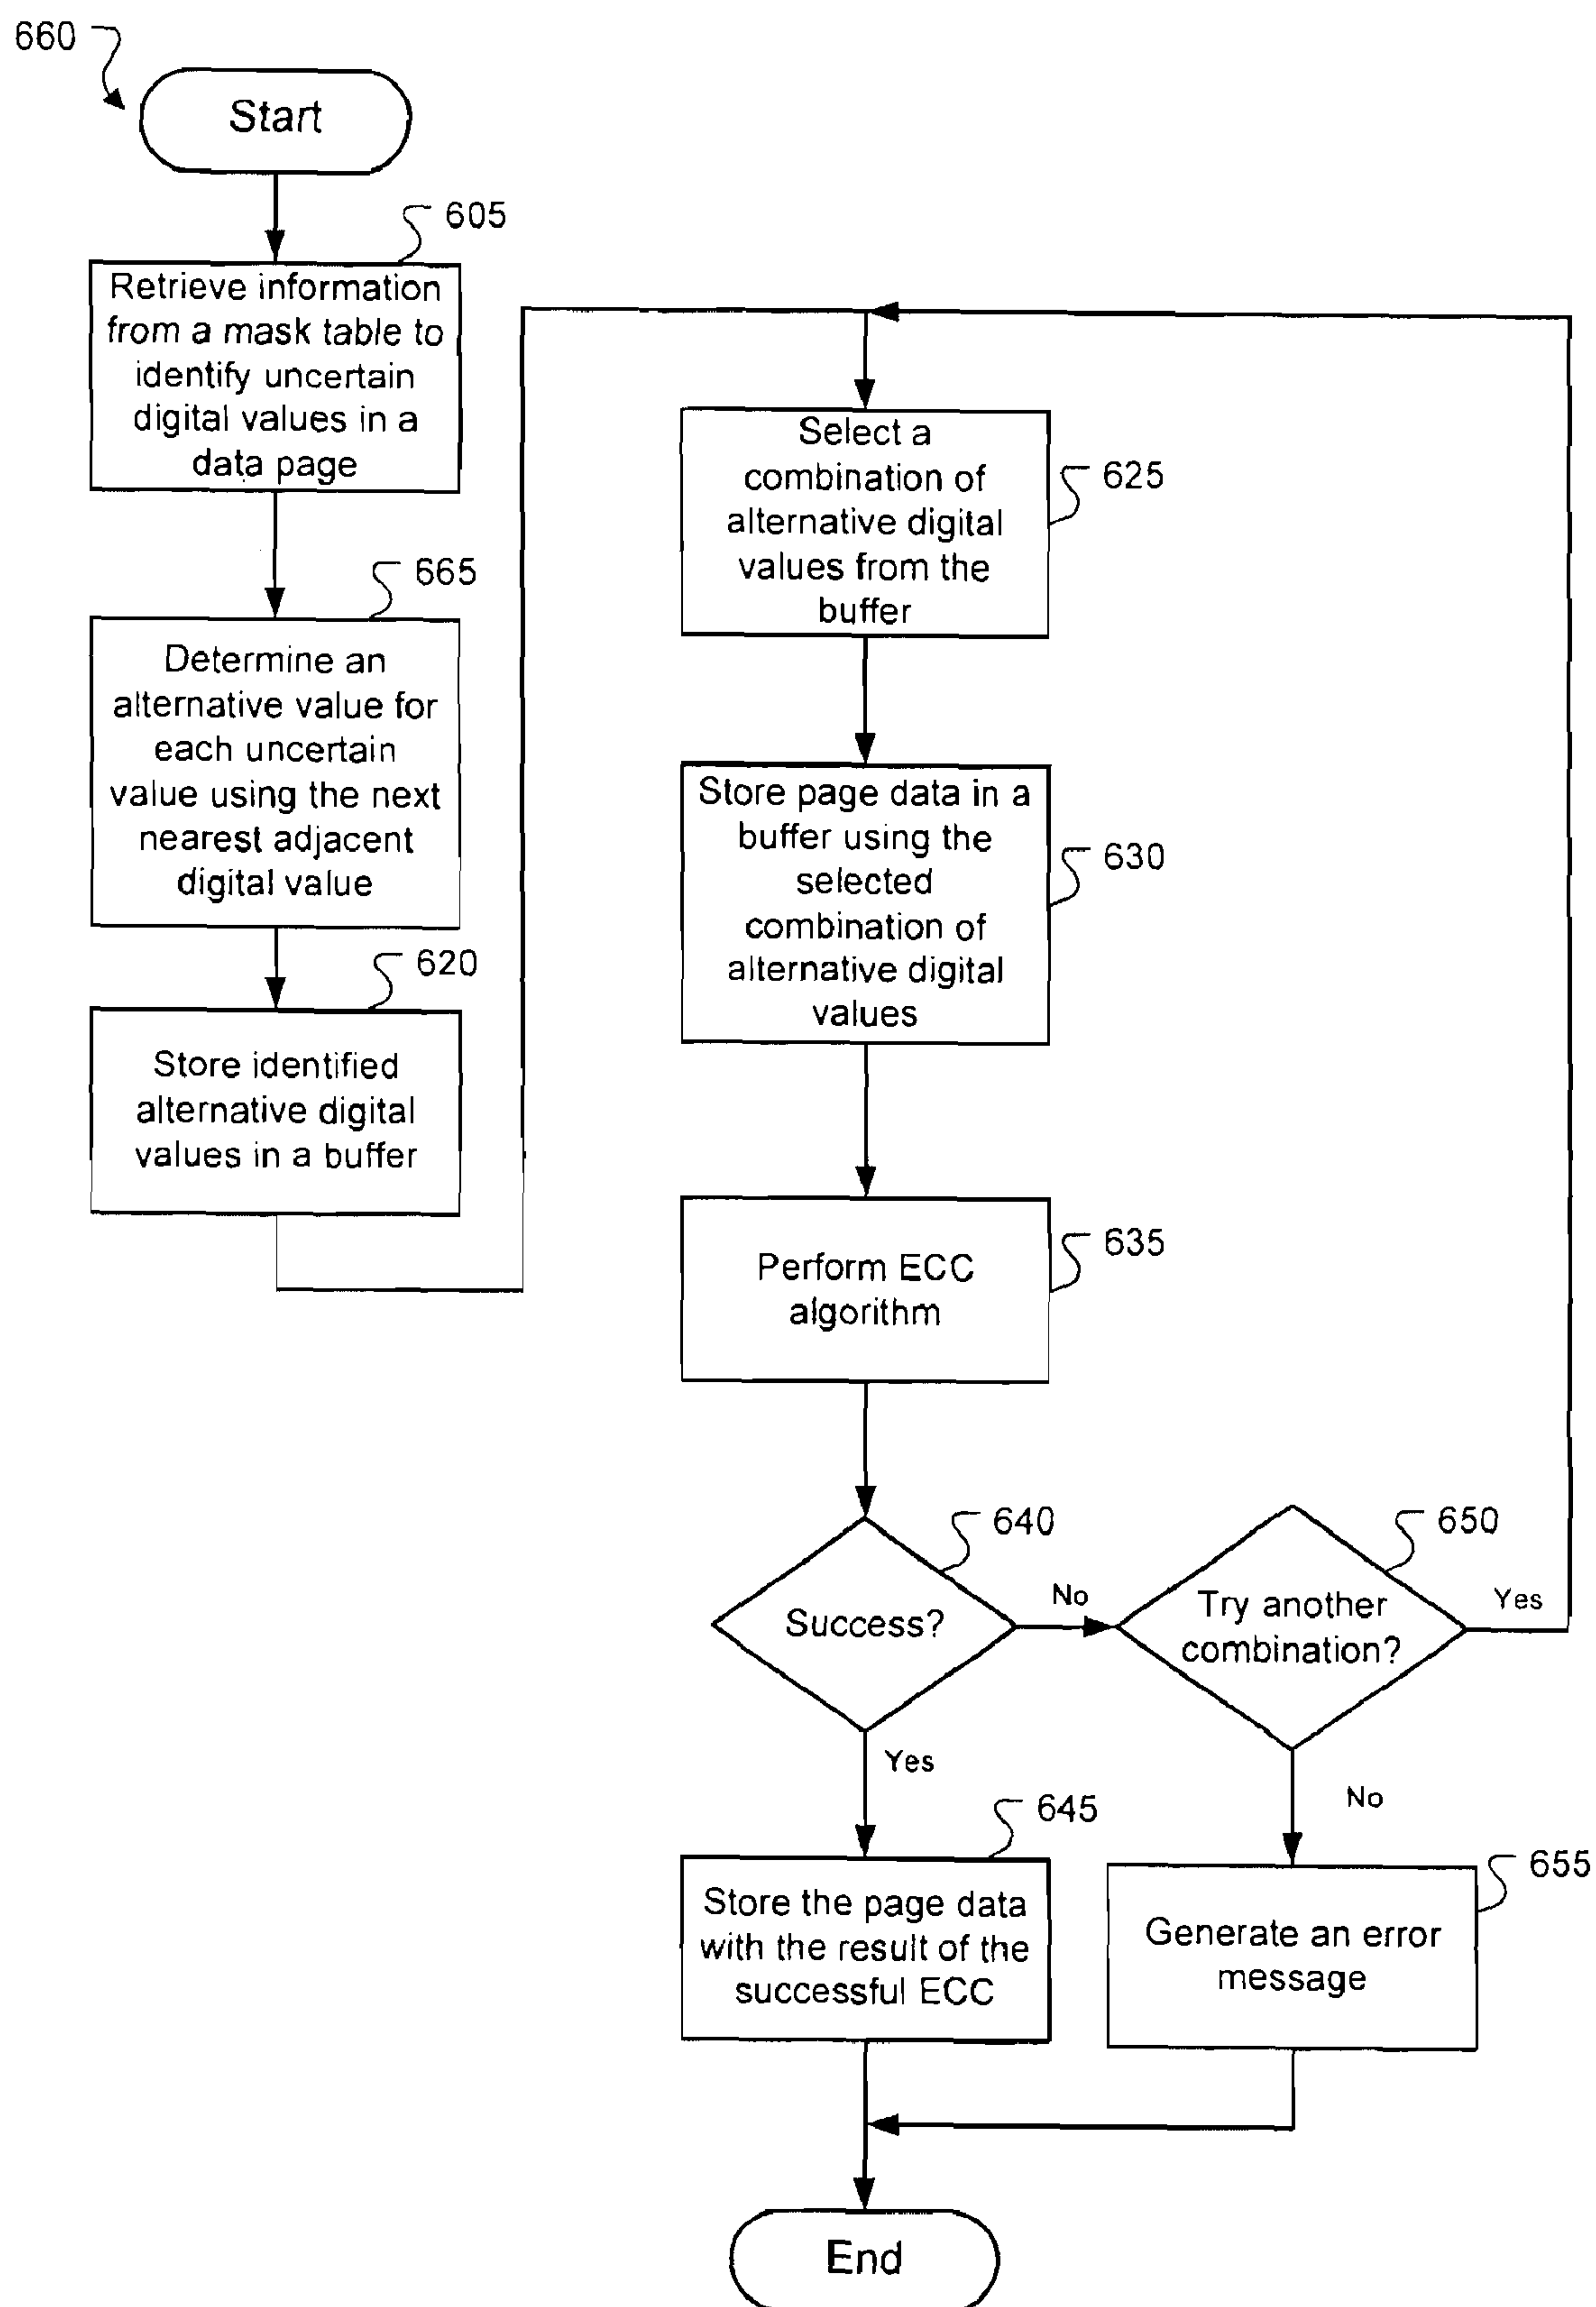 660
Start
605
Retrieve information
from a mask table to
identify uncertain
digital values in a
data page
665
Determine an
alternative value for
each uncertain
value using the next
nearest adjacent
digital value
620
Store identified
alternative digital
values in a buffer
Select a
combination of
alternative digital
values from the
buffer
625
Store page data in a
buffer using the
selected
combination of
alternative digital
values
630
Perform ECC
algorithm
635
640
Success?
No
Yes
650
Try another
combination?
Yes
No
645
Store the page data
with the result of the
successful ECC
655
Generate an error
message
End